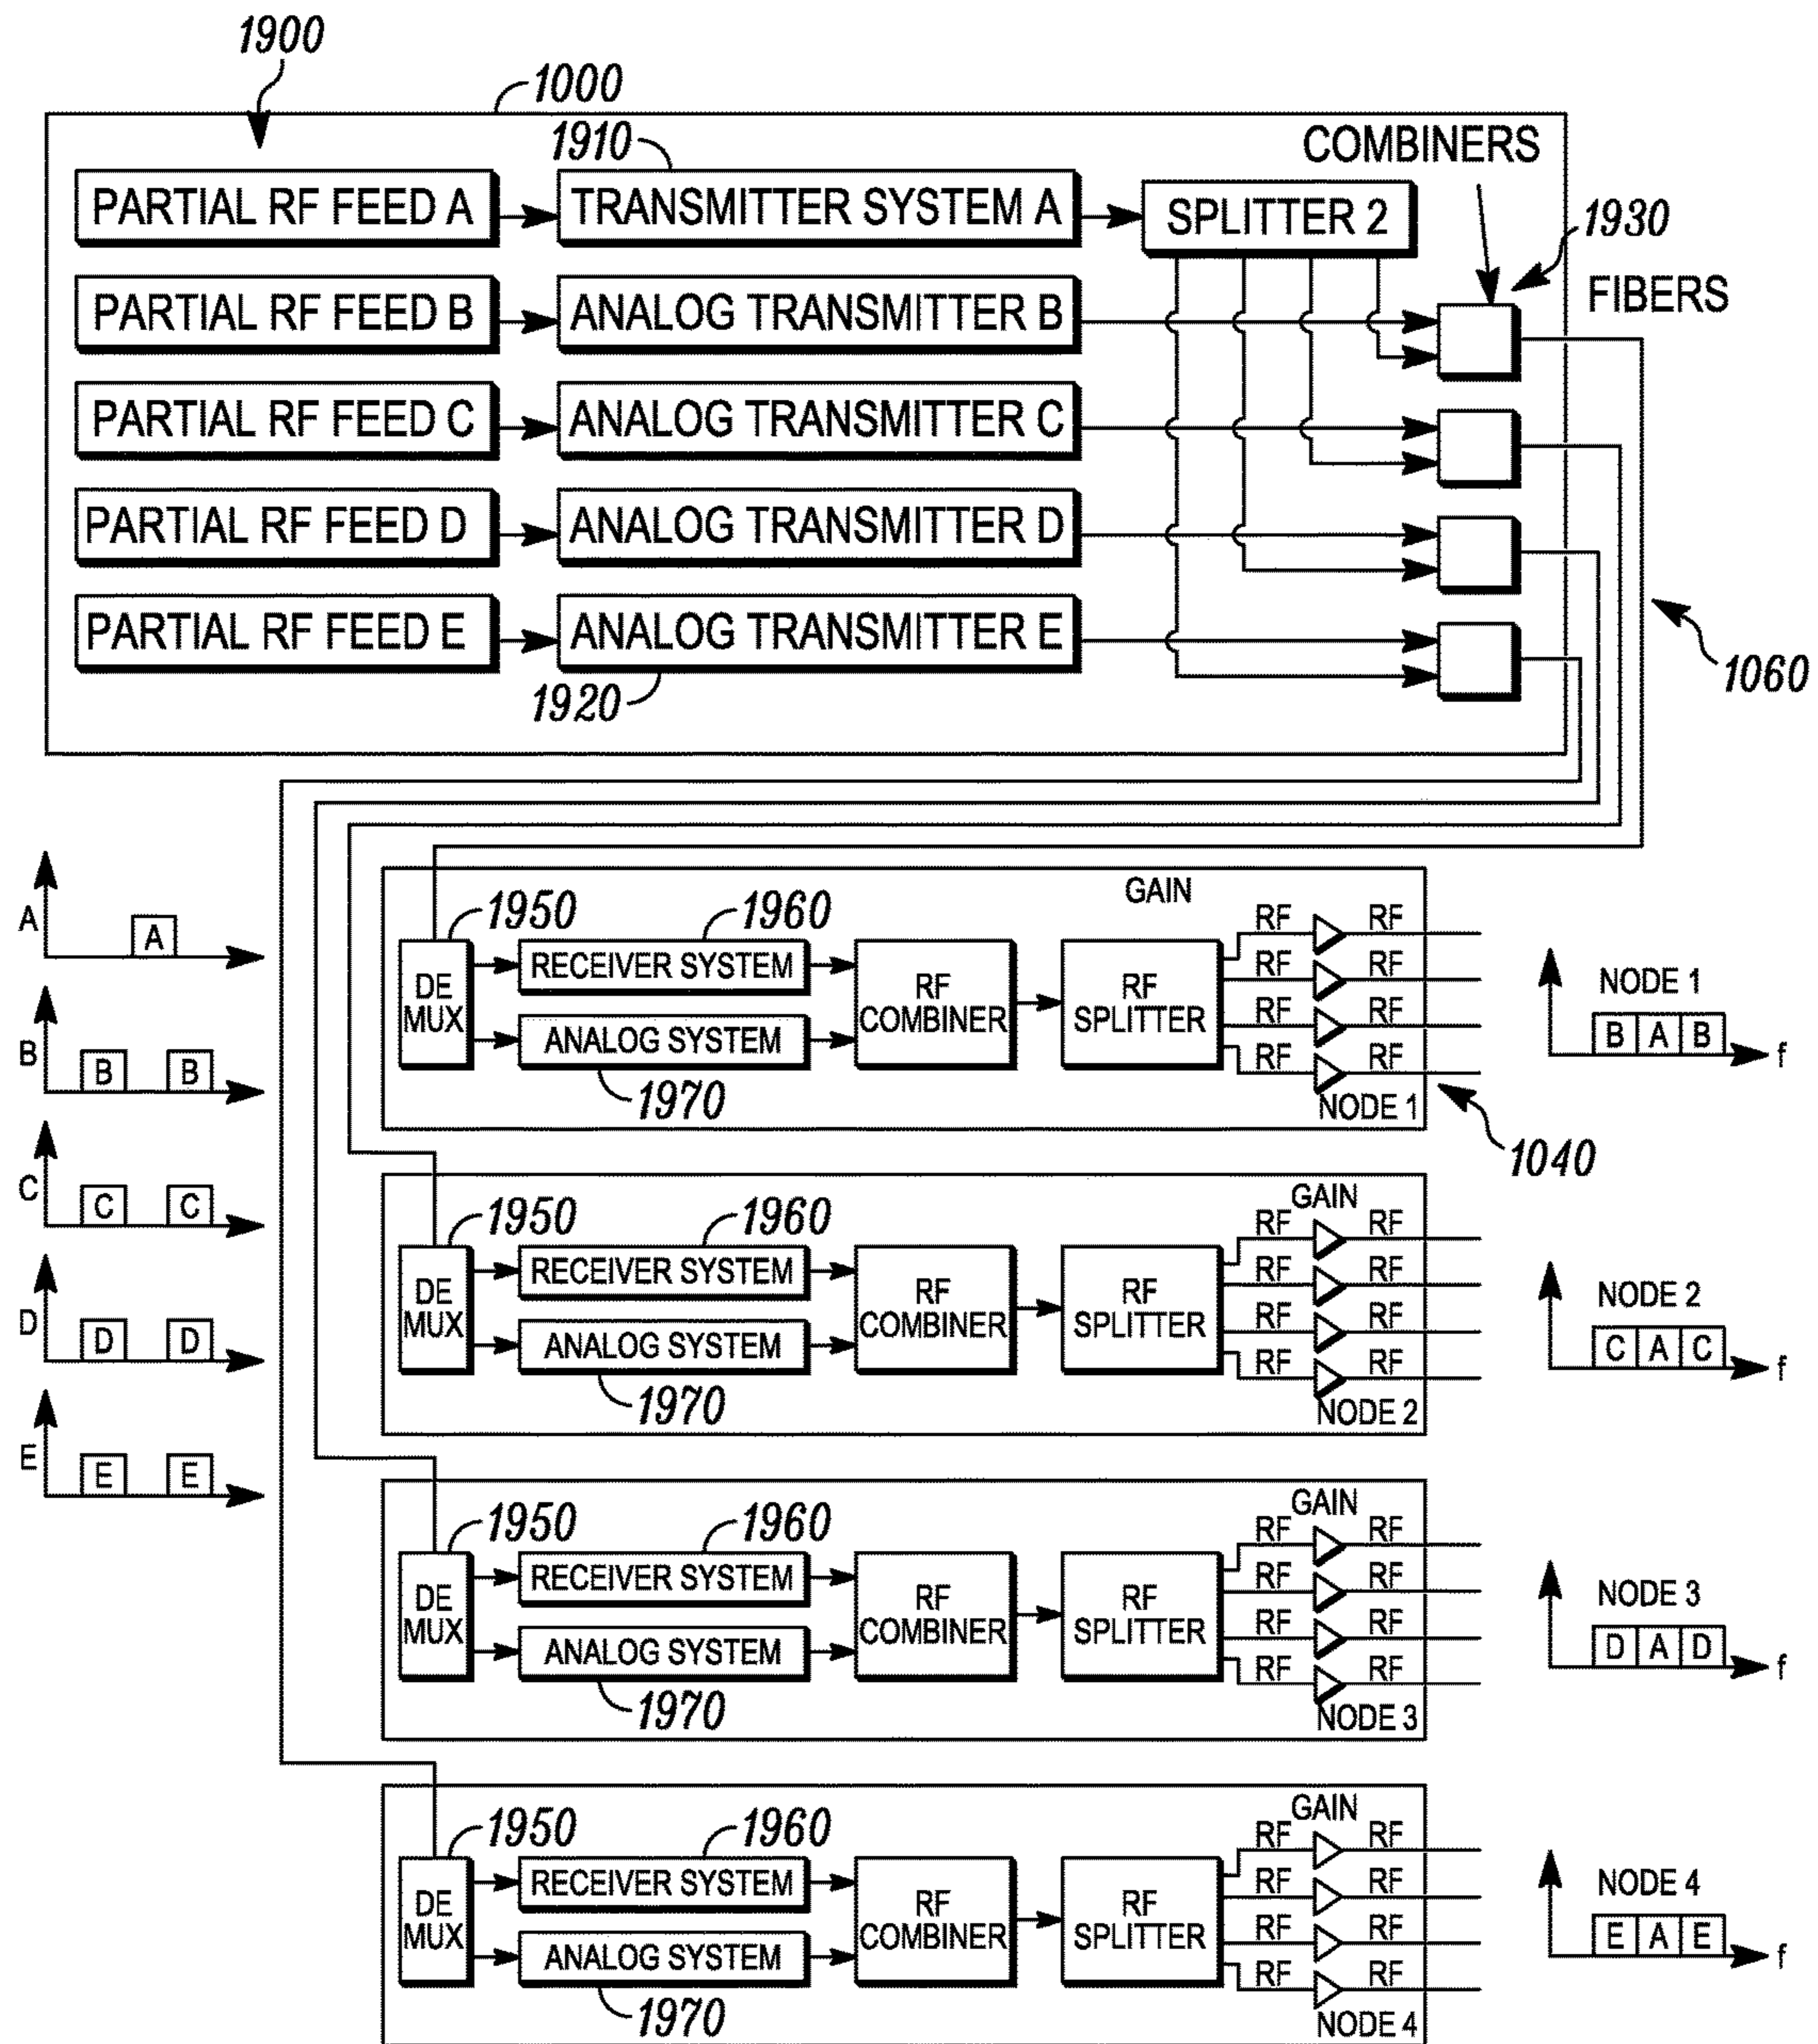 1900
1000
1910
COMBINERS
PARTIAL RF FEED A
TRANSMITTER SYSTEM A
SPLITTER 2
1930
FIBERS
PARTIAL RF FEED B
ANALOG TRANSMITTER B
PARTIAL RF FEED C
ANALOG TRANSMITTER C
PARTIAL RF FEED D
ANALOG TRANSMITTER D
PARTIAL RF FEED E
ANALOG TRANSMITTER E
1920
1060
A
A
B
B
B
C
C
C
D
D
D
E
E
E
1950
1960
GAIN
DE
MUX
RECEIVER SYSTEM
ANALOG SYSTEM
1970
RF
COMBINER
RF
SPLITTER
RF
RF
RF
RF
RF
RF
RF
RF
NODE 1
1040
NODE 1
B A B
f
1950
1960
GAIN
DE
MUX
RECEIVER SYSTEM
ANALOG SYSTEM
1970
RF
COMBINER
RF
SPLITTER
RF
RF
RF
RF
RF
RF
RF
RF
NODE 2
NODE 2
C A C
f
1950
1960
GAIN
DE
MUX
RECEIVER SYSTEM
ANALOG SYSTEM
1970
RF
COMBINER
RF
SPLITTER
RF
RF
RF
RF
RF
RF
RF
RF
NODE 3
NODE 3
D A D
f
1950
1960
GAIN
DE
MUX
RECEIVER SYSTEM
ANALOG SYSTEM
1970
RF
COMBINER
RF
SPLITTER
RF
RF
RF
RF
RF
RF
RF
RF
NODE 4
NODE 4
E A E
f